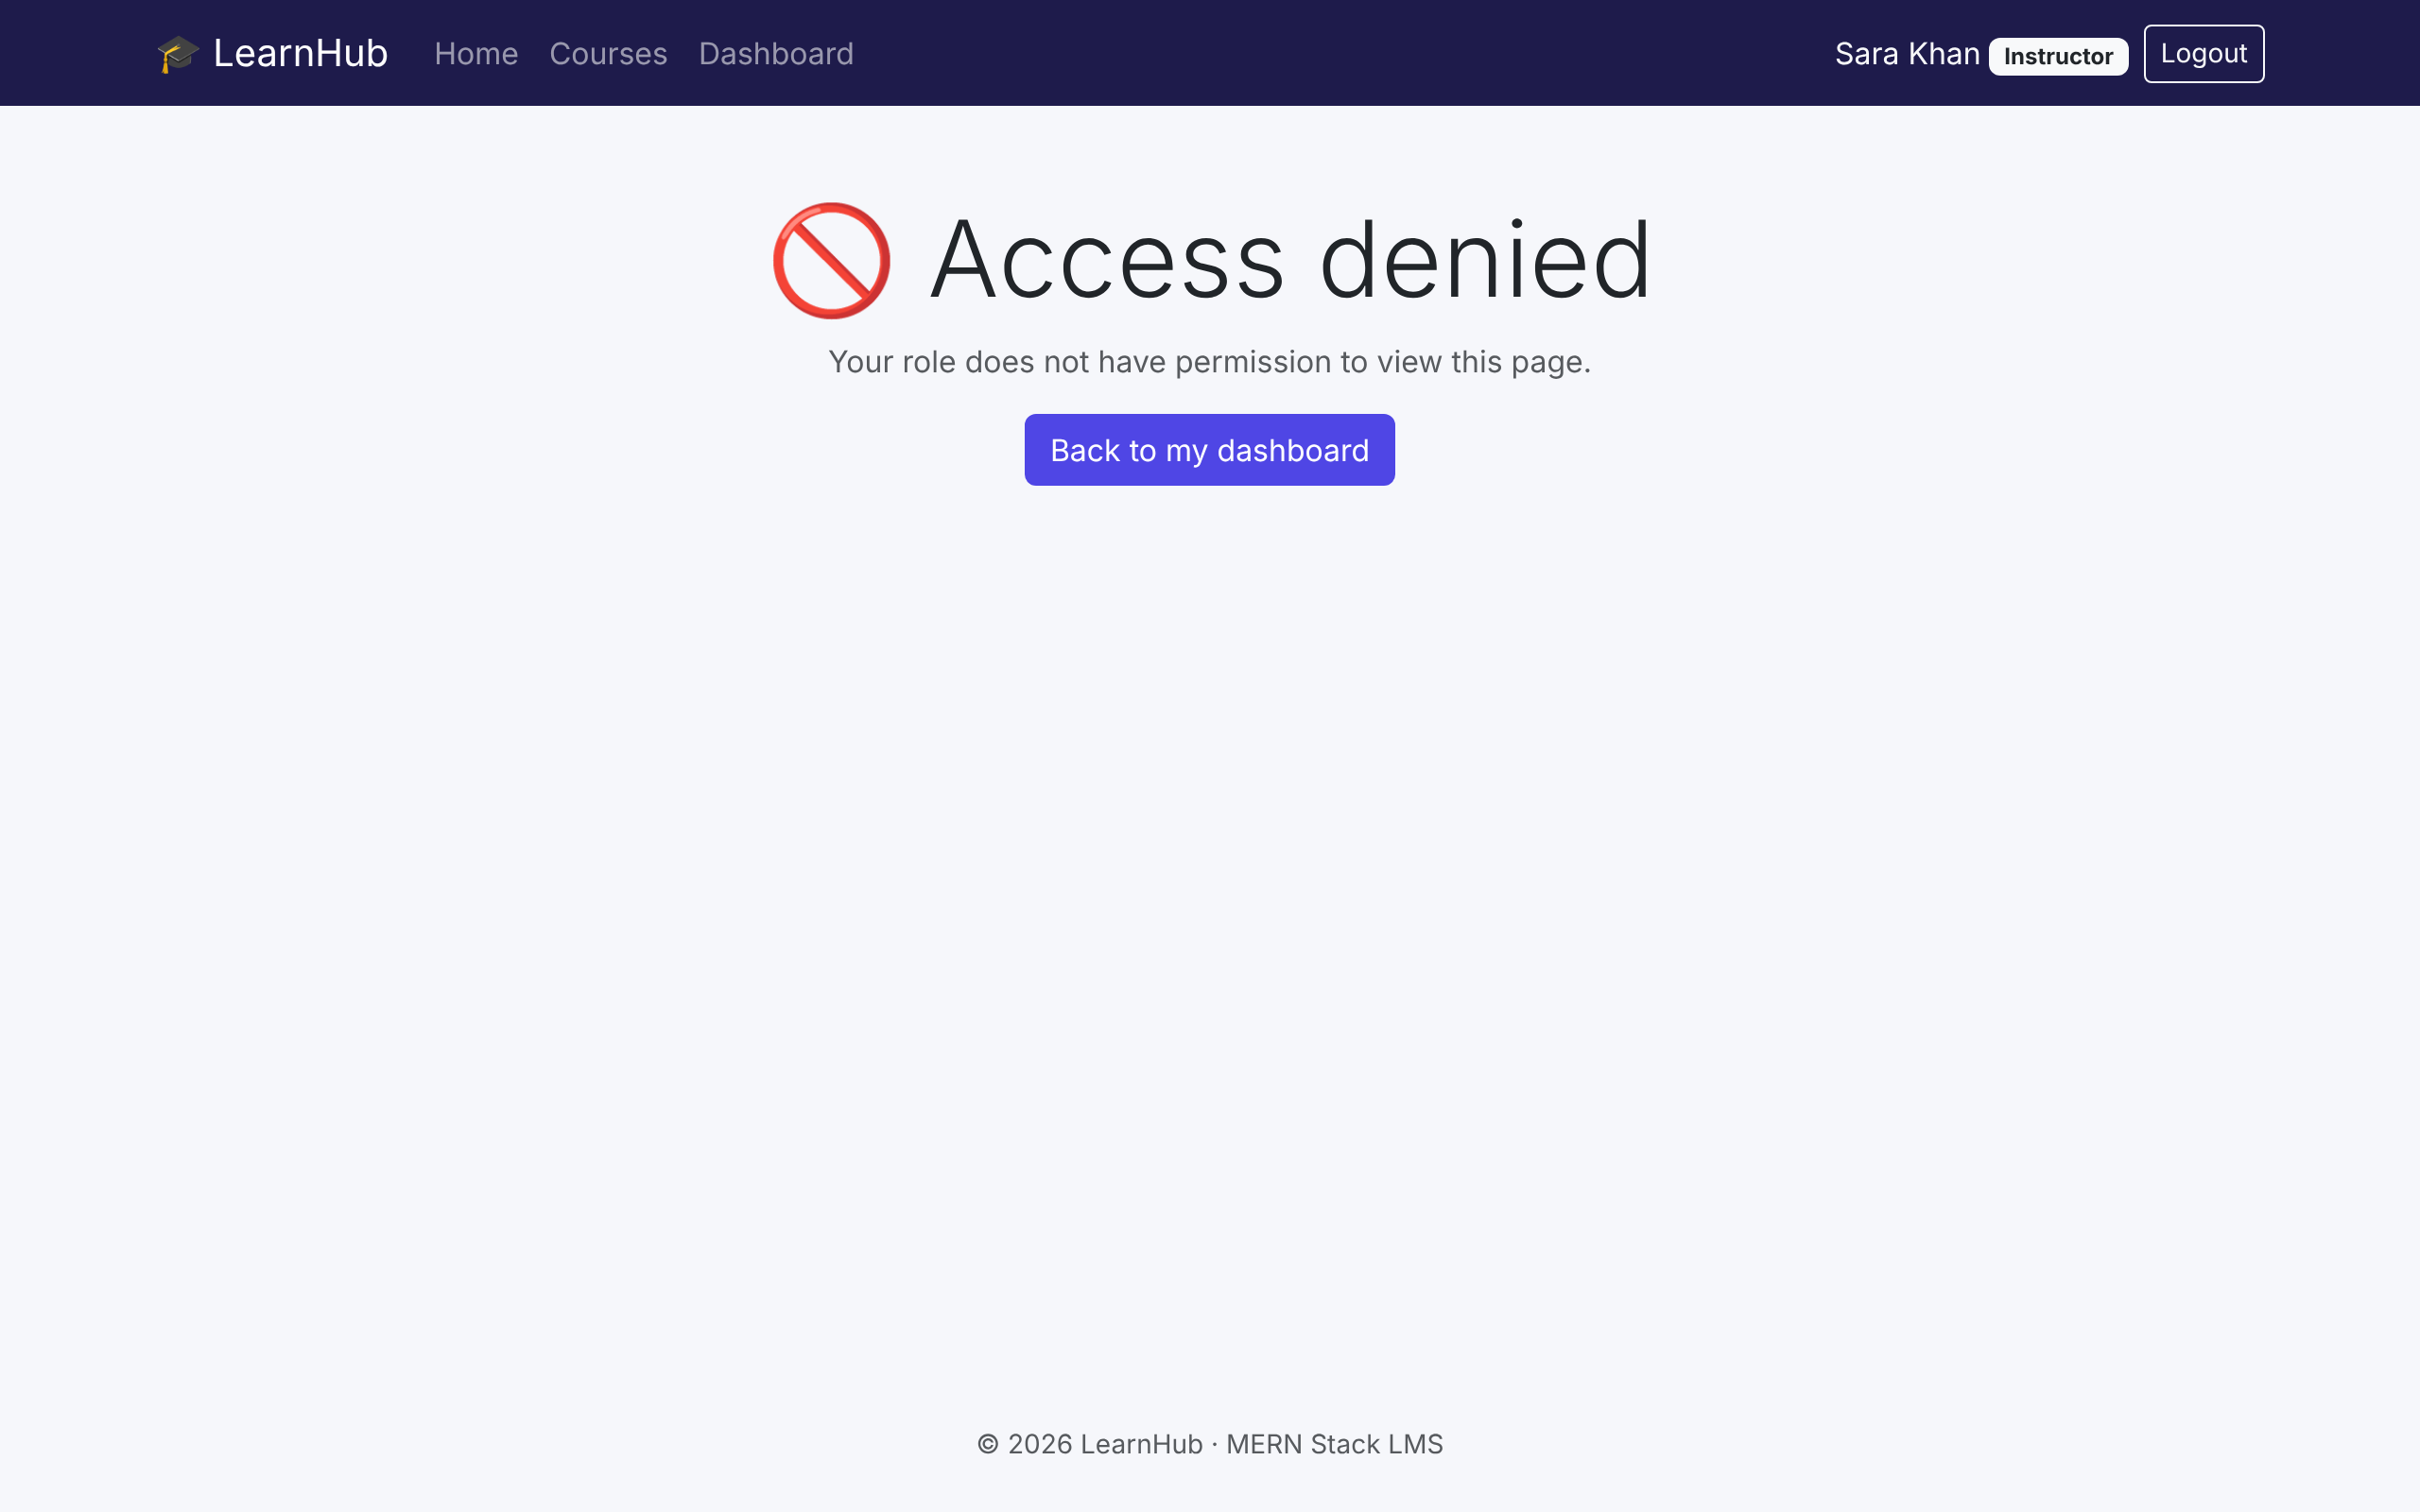 🎓 LearnHub Home Courses Dashboard Sara Khan Instructor Logout
🚫 Access denied
Your role does not have permission to view this page.
Back to my dashboard
© 2026 LearnHub · MERN Stack LMS